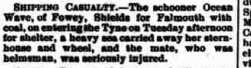 SHIPPING CASUALTY.—The schooner Ocean
Wave, of Fowey, Shields for Falmouth with
coal, on entering the Tyne on Tuesday afternoon
for shelter, a heavy sea carried away her stern-
house and wheel, and the mate, who was
helmsman, was seriously injured.